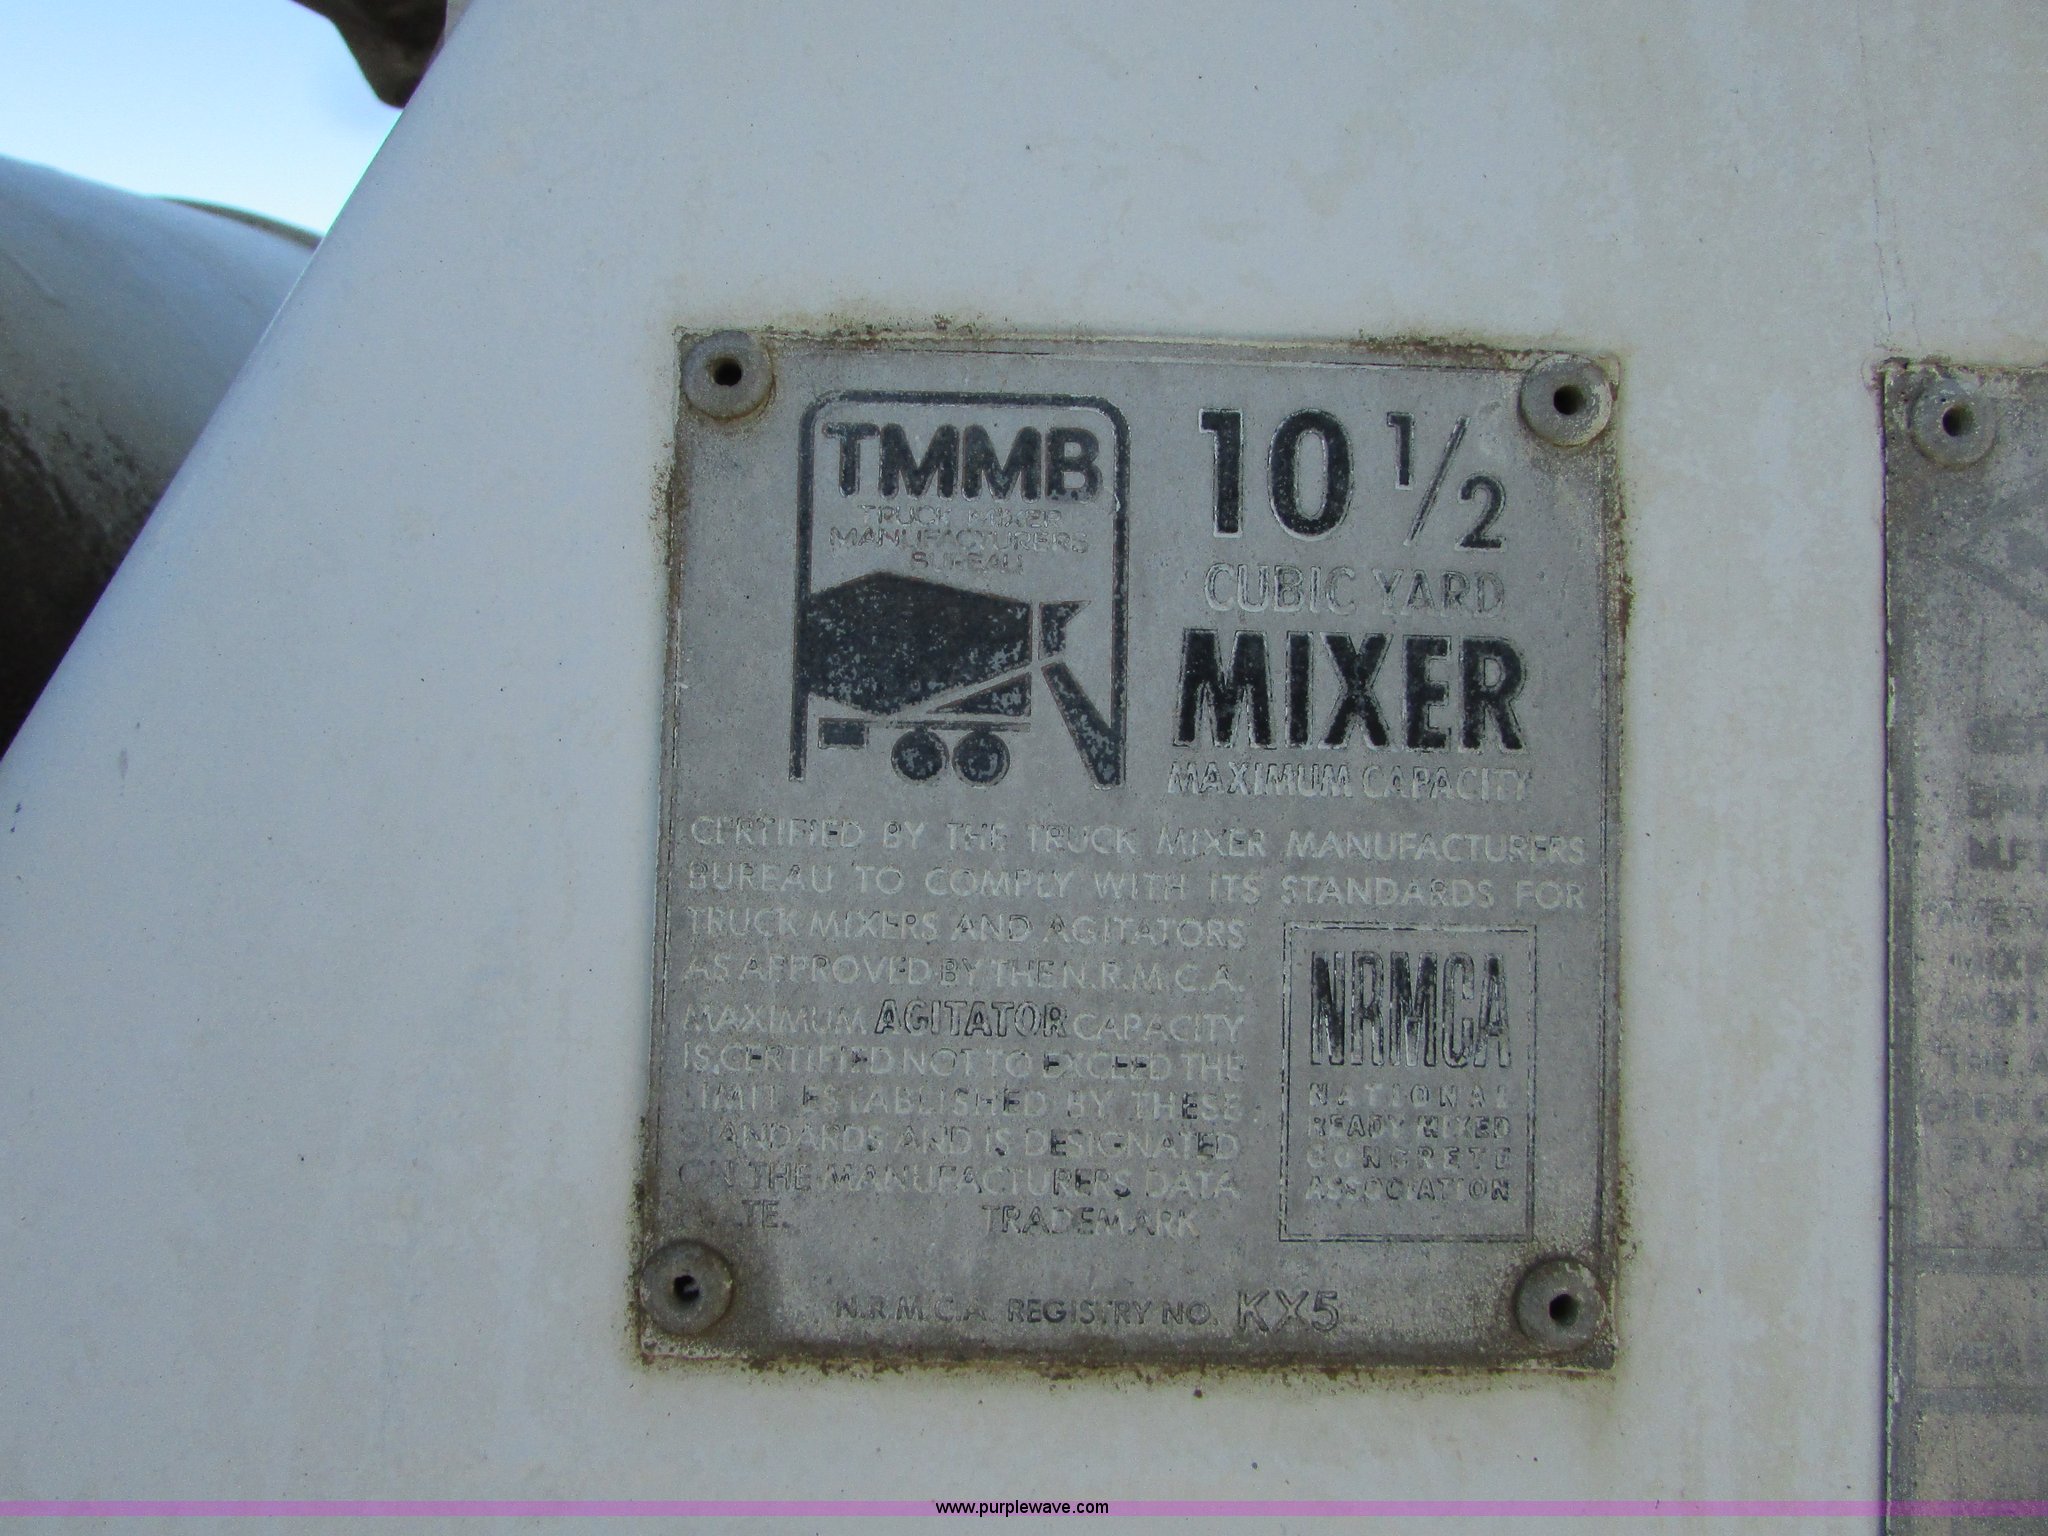 TMMB
TRUCK MIXER
MANUFACTURERS
BUREAU
10 1/2
CUBIC YARD
MIXER
MAXIMUM CAPACITY
CERTIFIED BY THE TRUCK MIXER MANUFACTURERS
BUREAU TO COMPLY WITH ITS STANDARDS FOR
TRUCK MIXERS AND AGITATORS
AS APPROVED BY THE N.R.M.C.A.
MAXIMUM AGITATOR CAPACITY
IS CERTIFIED NOT TO EXCEED THE
LIMIT ESTABLISHED BY THESE
STANDARDS AND IS DESIGNATED
ON THE MANUFACTURERS DATA
TE. TRADEMARK
NRMCA
NATIONAL
READY MIXED
CONCRETE
ASSOCIATION
N.R.M.C.A. REGISTRY NO. KX5
www.purplewave.com